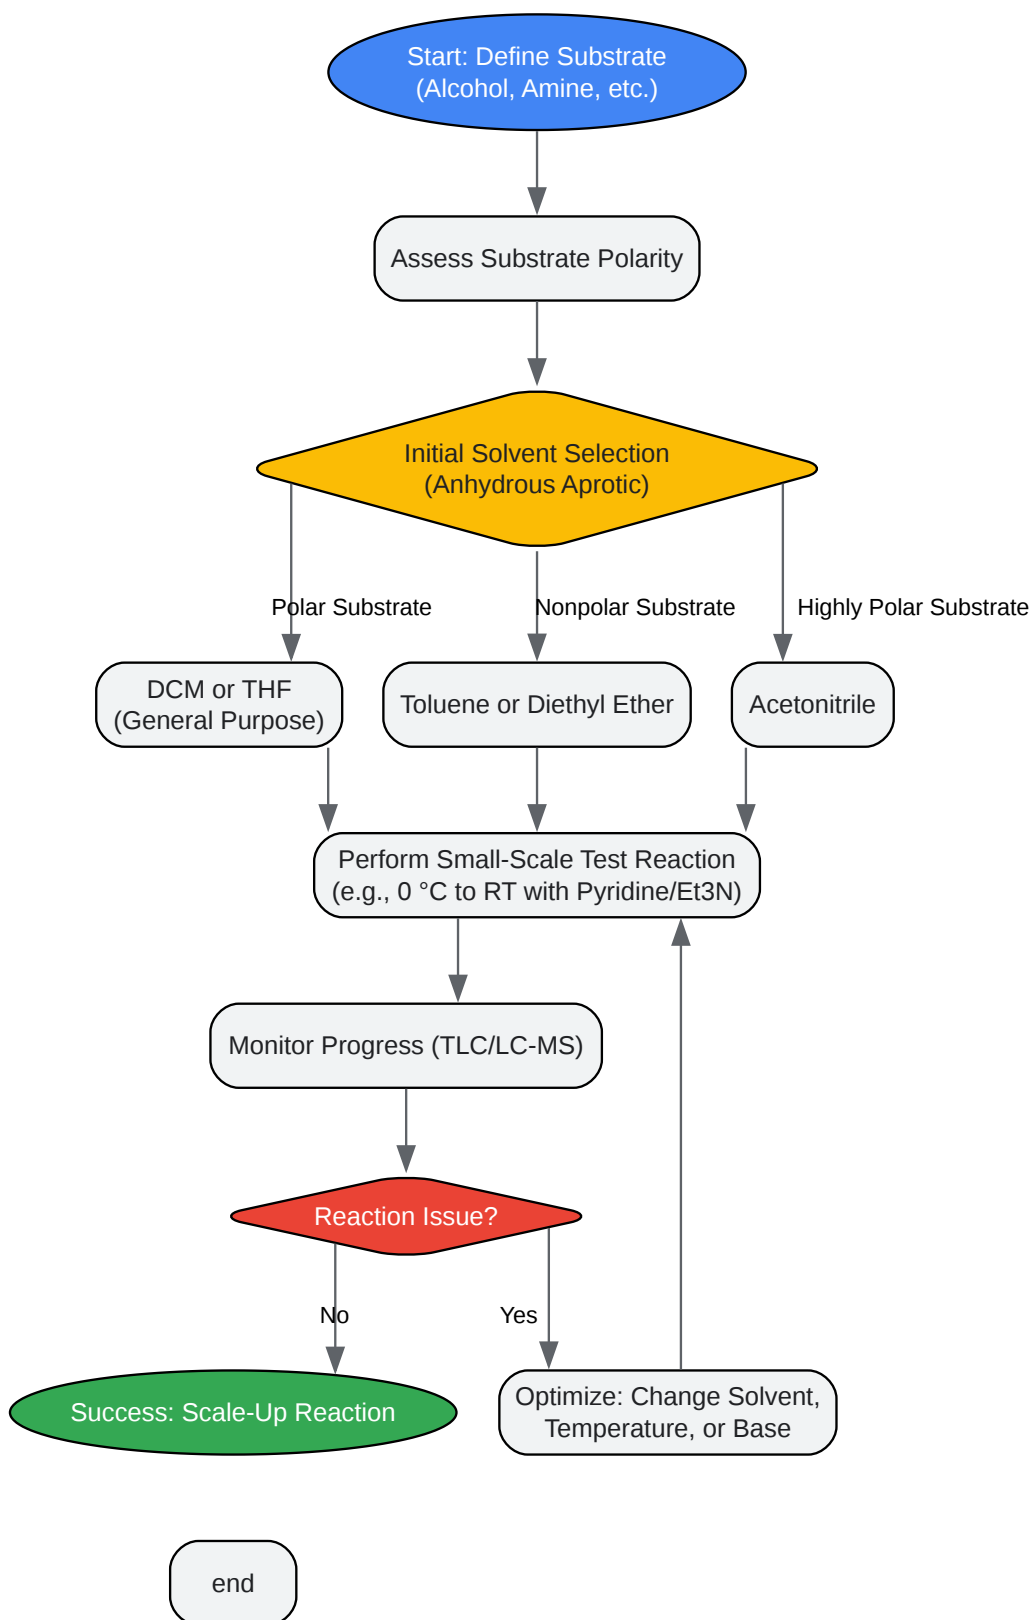 Start: Define Substrate
(Alcohol, Amine, etc.)
Assess Substrate Polarity
Initial Solvent Selection
(Anhydrous Aprotic)
Polar Substrate
Nonpolar Substrate
Highly Polar Substrate
DCM or THF
(General Purpose)
Toluene or Diethyl Ether
Acetonitrile
Perform Small-Scale Test Reaction
(e.g., 0 °C to RT with Pyridine/Et3N)
Monitor Progress (TLC/LC-MS)
Reaction Issue?
No
Yes
Success: Scale-Up Reaction
Optimize: Change Solvent,
Temperature, or Base
end